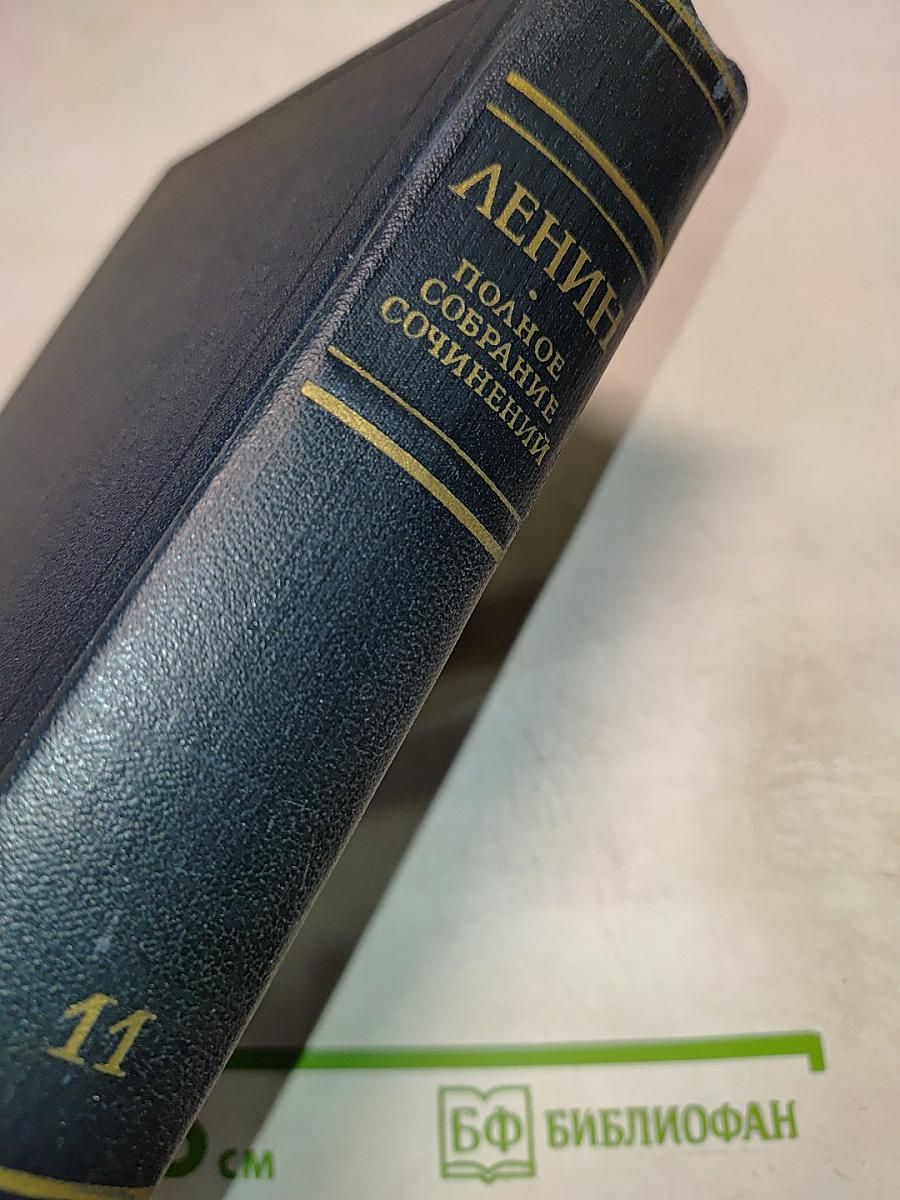 ЛЕНИН
ПОЛНОЕ
СОБРАНИЕ
СОЧИНЕНИЙ
11
см
БФ БИБЛИОФАН